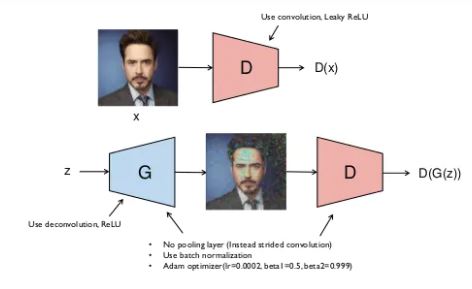 Use convolution, Leaky ReLU
D
D(x)
x
z
G
D
D(G(z))
Use deconvolution, ReLU
• No pooling layer (Instead strided convolution)
• Use batch normalization
• Adam optimizer(lr=0.0002, beta1=0.5, beta2=0.999)